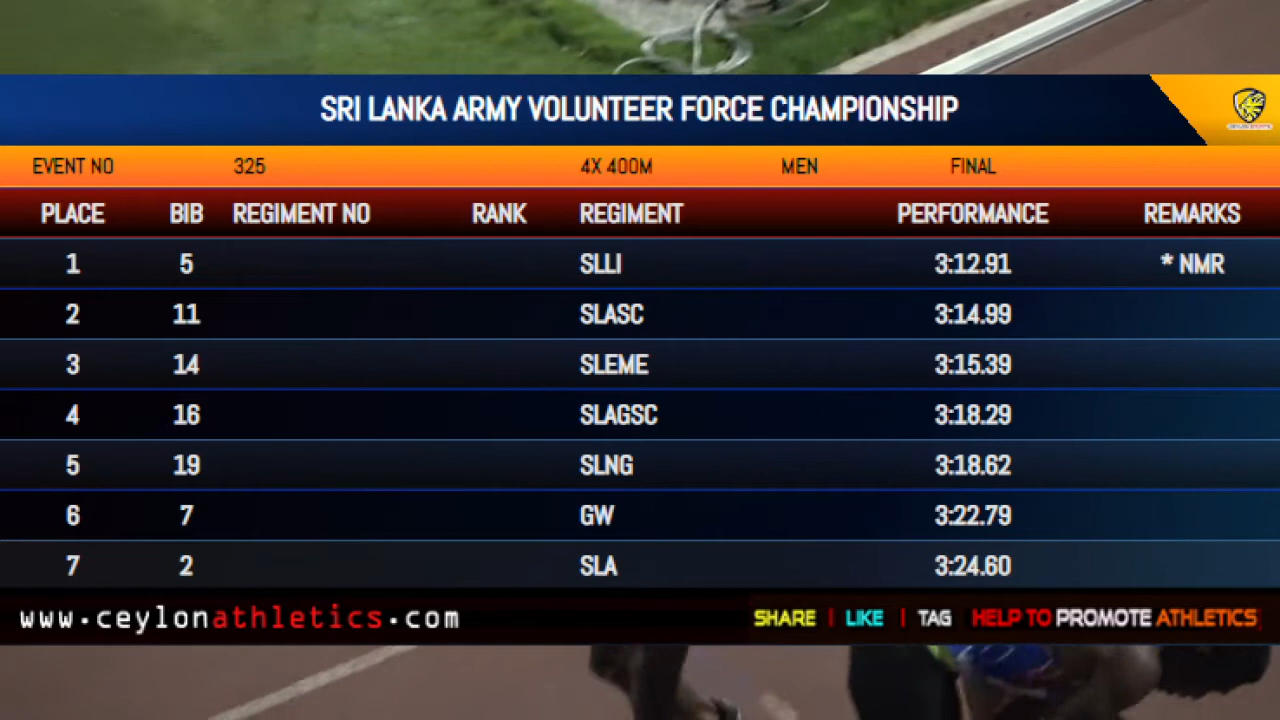 SRI LANKA ARMY VOLUNTEER FORCE CHAMPIONSHIP
EVENT NO 325 4X 400M MEN FINAL
PLACE BIB REGIMENT NO RANK REGIMENT PERFORMANCE REMARKS
1 5 SLLI 3:12.91 * NMR
2 11 SLASC 3:14.99
3 14 SLEME 3:15.39
4 16 SLAGSC 3:18.29
5 19 SLNG 3:18.62
6 7 GW 3:22.79
7 2 SLA 3:24.60
www.ceylonathletics.com SHARE | LIKE | TAG HELP TO PROMOTE ATHLETICS